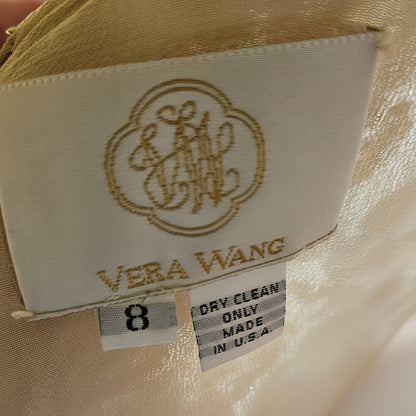 VERA WANG
8
DRY CLEAN
ONLY
MADE
IN U.S.A.